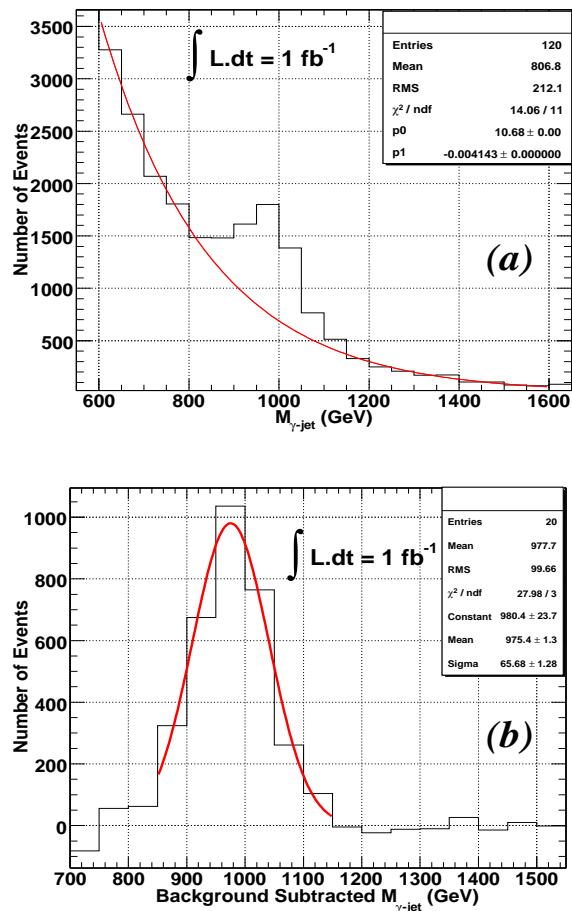 3500
3000
2500
2000
1500
1000
500
Number of Events
∫ L.dt = 1 fb⁻¹
Entries 120
Mean 806.8
RMS 212.1
χ² / ndf 14.06 / 11
p0 10.68 ± 0.00
p1 -0.004143 ± 0.000000
(a)
600 800 1000 1200 1400 1600
M_γ-jet (GeV)
1000
800
600
400
200
0
Number of Events
∫ L.dt = 1 fb⁻¹
Entries 20
Mean 977.7
RMS 99.66
χ² / ndf 27.98 / 3
Constant 980.4 ± 23.7
Mean 975.4 ± 1.3
Sigma 65.68 ± 1.28
(b)
700 800 900 1000 1100 1200 1300 1400 1500
Background Subtracted M_γ-jet (GeV)